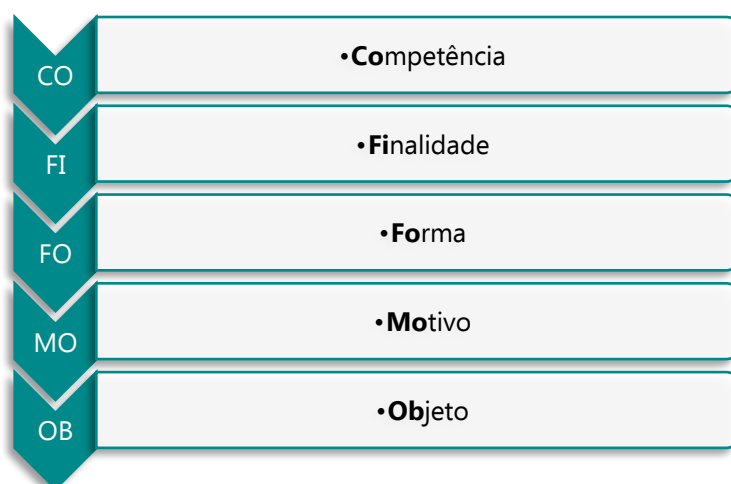 CO
•Competência
FI
•Finalidade
FO
•Forma
MO
•Motivo
OB
•Objeto